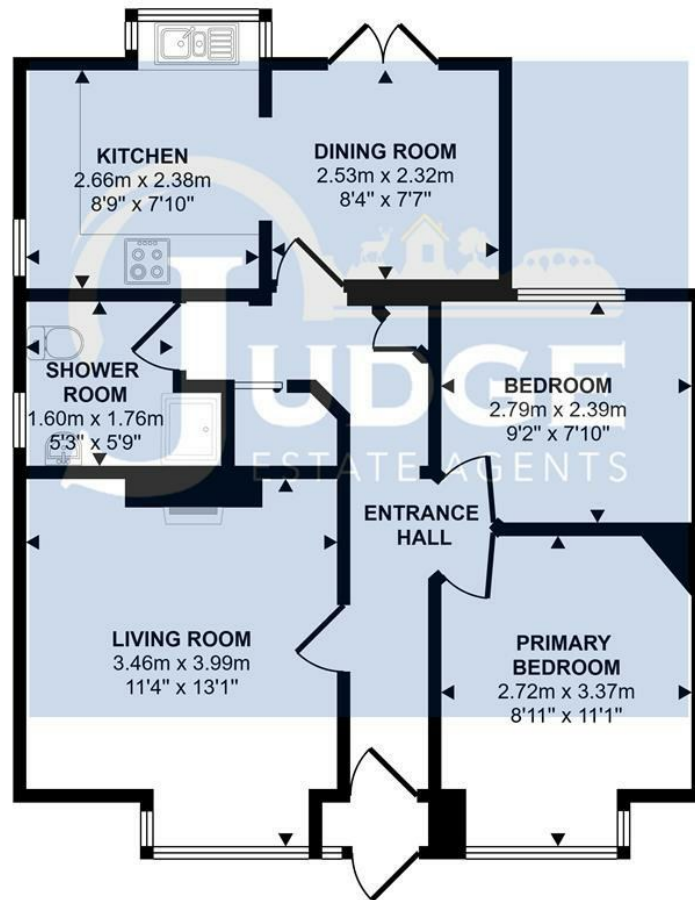 KITCHEN
2.66m x 2.38m
8'9" x 7'10"
DINING ROOM
2.53m x 2.32m
8'4" x 7'7"
SHOWER
ROOM
1.60m x 1.76m
5'3" x 5'9"
BEDROOM
2.79m x 2.39m
9'2" x 7'10"
JUDGE
ESTATE AGENTS
ENTRANCE
HALL
LIVING ROOM
3.46m x 3.99m
11'4" x 13'1"
PRIMARY
BEDROOM
2.72m x 3.37m
8'11" x 11'1"